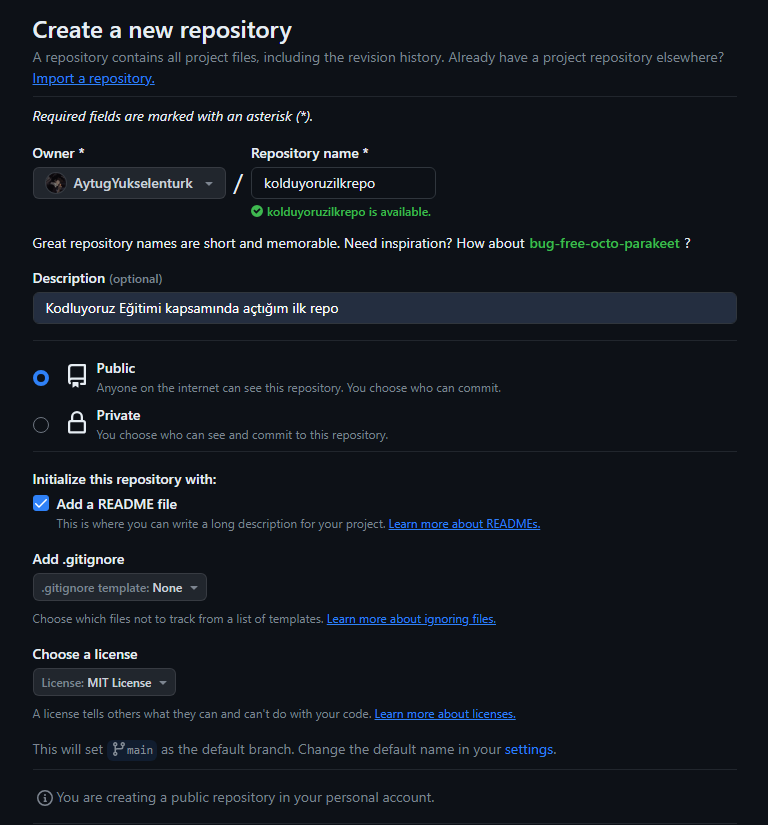 Create a new repository
A repository contains all project files, including the revision history. Already have a project repository elsewhere?
Import a repository.
Required fields are marked with an asterisk (*).
Owner * Repository name *
AytugYukselenturk / kolduyoruzilkrepo
kolduyoruzilkrepo is available.
Great repository names are short and memorable. Need inspiration? How about bug-free-octo-parakeet ?
Description (optional)
Kodluyoruz Eğitimi kapsamında açtığım ilk repo
Public
Anyone on the internet can see this repository. You choose who can commit.
Private
You choose who can see and commit to this repository.
Initialize this repository with:
Add a README file
This is where you can write a long description for your project. Learn more about READMEs.
Add .gitignore
.gitignore template: None
Choose which files not to track from a list of templates. Learn more about ignoring files.
Choose a license
License: MIT License
A license tells others what they can and can't do with your code. Learn more about licenses.
This will set main as the default branch. Change the default name in your settings.
You are creating a public repository in your personal account.